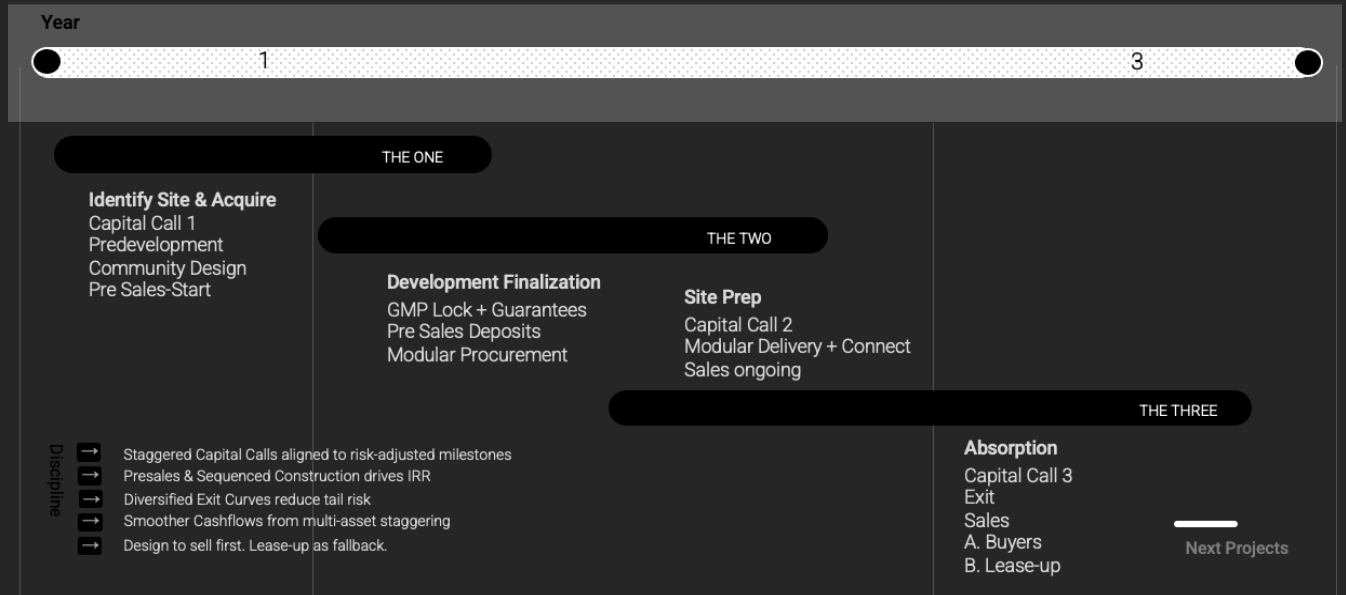 Year
1
3
THE ONE
Identify Site & Acquire
Capital Call 1
Predevelopment
Community Design
Pre Sales-Start
THE TWO
Development Finalization
GMP Lock + Guarantees
Pre Sales Deposits
Modular Procurement
Site Prep
Capital Call 2
Modular Delivery + Connect
Sales ongoing
THE THREE
Absorption
Capital Call 3
Exit
Sales
A. Buyers
B. Lease-up
Next Projects
Discipline
→ Staggered Capital Calls aligned to risk-adjusted milestones
→ Presales & Sequenced Construction drives IRR
→ Diversified Exit Curves reduce tail risk
→ Smoother Cashflows from multi-asset staggering
→ Design to sell first. Lease-up as fallback.